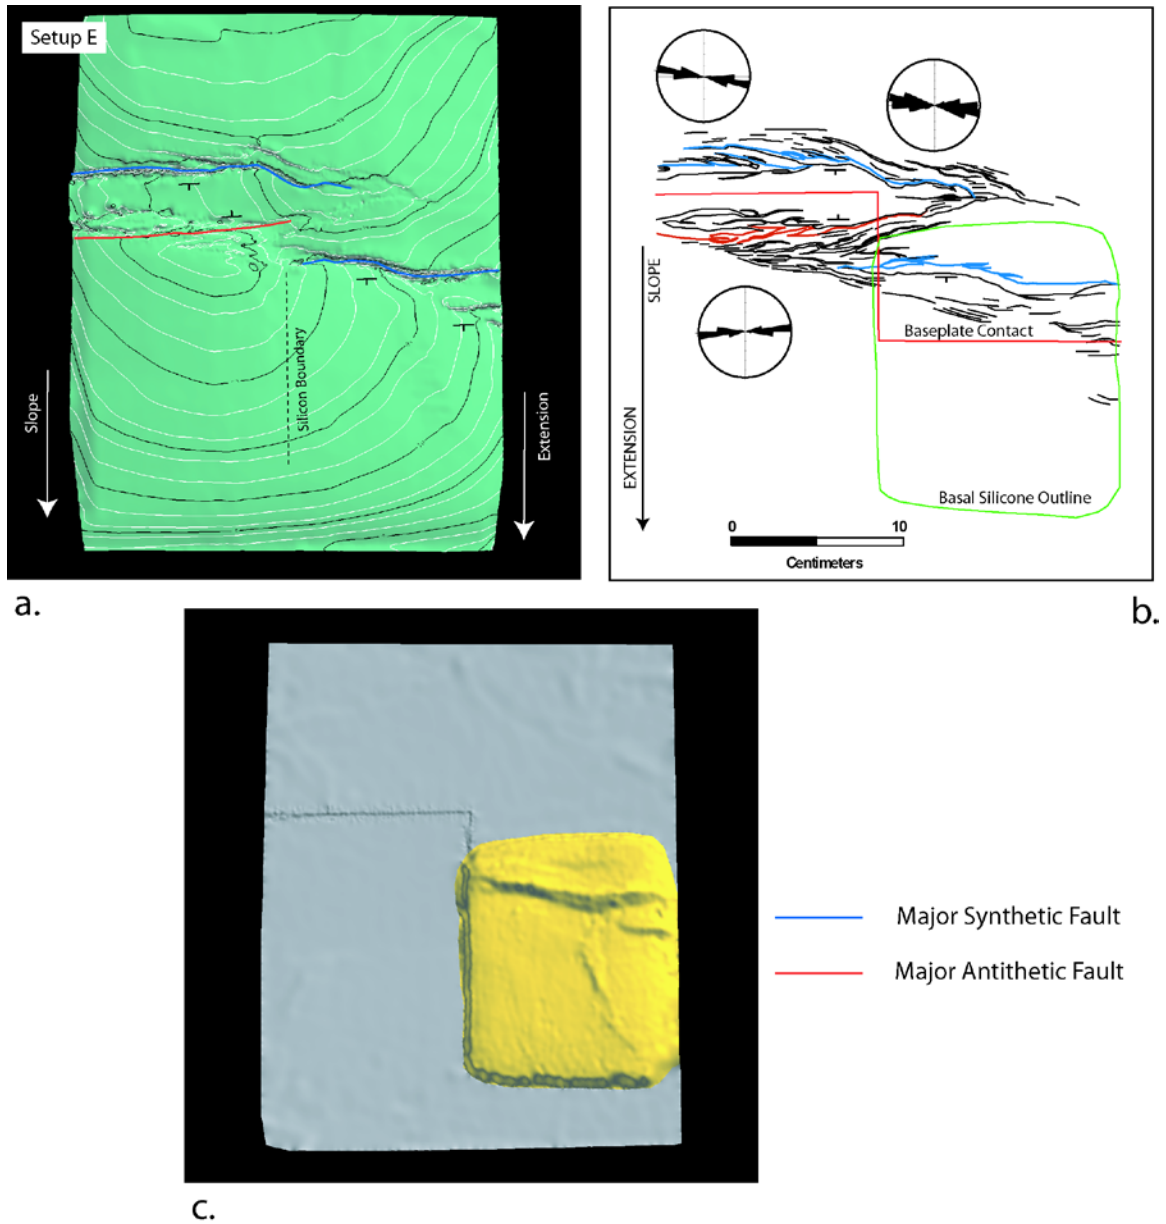 Setup E
Slope
Silicon Boundary
Extension
a.
SLOPE
EXTENSION
Baseplate Contact
Basal Silicone Outline
0 10
Centimeters
b.
c.
Major Synthetic Fault
Major Antithetic Fault